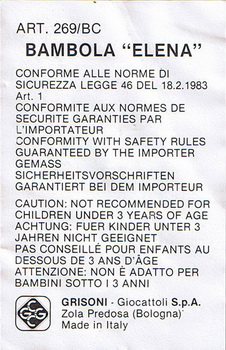 ART. 269/BC
BAMBOLA "ELENA"
CONFORME ALLE NORME DI
SICUREZZA LEGGE 46 DEL 18.2.1983
Art. 1
CONFORMITE AUX NORMES DE
SECURITE GARANTIES PAR
L'IMPORTATEUR
CONFORMITY WITH SAFETY RULES
GUARANTEED BY THE IMPORTER
GEMASS
SICHERHEITSVORSCHRIFTEN
GARANTIERT BEI DEM IMPORTEUR
CAUTION: NOT RECOMMENDED FOR
CHILDREN UNDER 3 YEARS OF AGE
ACHTUNG: FUER KINDER UNTER 3
JAHREN NICHT GEEIGNET
PAS CONSEILLÉ POUR ENFANTS AU
DESSOUS DE 3 ANS D'ÂGE
ATTENZIONE: NON È ADATTO PER
BAMBINI SOTTO I 3 ANNI
GRISONI - Giocattoli S.p.A.
Zola Predosa (Bologna)
Made in Italy